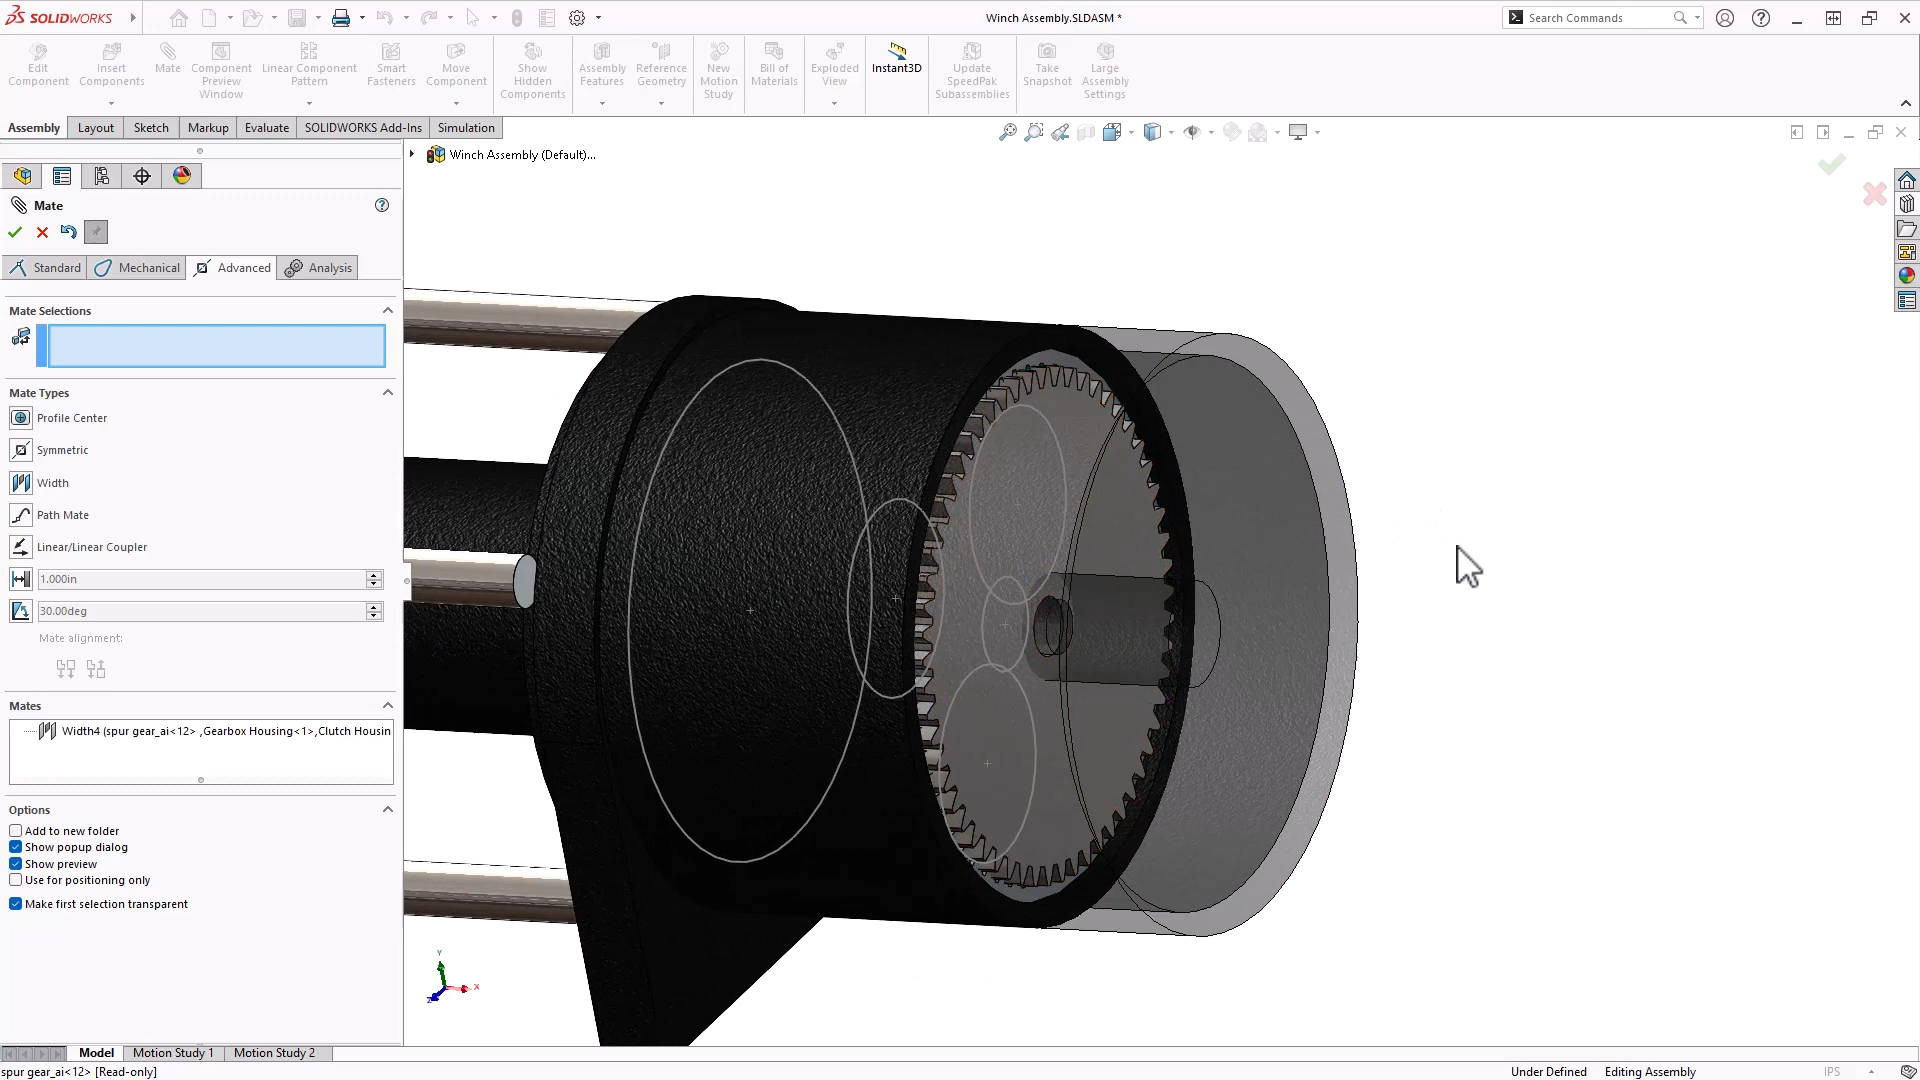 SOLIDWORKS
Winch Assembly.SLDASM *
Search Commands
Edit Component
Insert Components
Mate
Component Preview Window
Linear Component Pattern
Smart Fasteners
Move Component
Show Hidden Components
Assembly Features
Reference Geometry
New Motion Study
Bill of Materials
Exploded View
Instant3D
Update SpeedPak Subassemblies
Take Snapshot
Large Assembly Settings
Assembly
Layout
Sketch
Markup
Evaluate
SOLIDWORKS Add-Ins
Simulation
Winch Assembly (Default)...
Mate
Standard
Mechanical
Advanced
Analysis
Mate Selections
Mate Types
Profile Center
Symmetric
Width
Path Mate
Linear/Linear Coupler
1.000in
30.00deg
Mate alignment:
Mates
Width4 (spur gear_ai<12> ,Gearbox Housing<1>,Clutch Housin
Options
Add to new folder
Show popup dialog
Show preview
Use for positioning only
Make first selection transparent
Y
X
Z
Model
Motion Study 1
Motion Study 2
spur gear_ai<12> [Read-only]
Under Defined
Editing Assembly
IPS